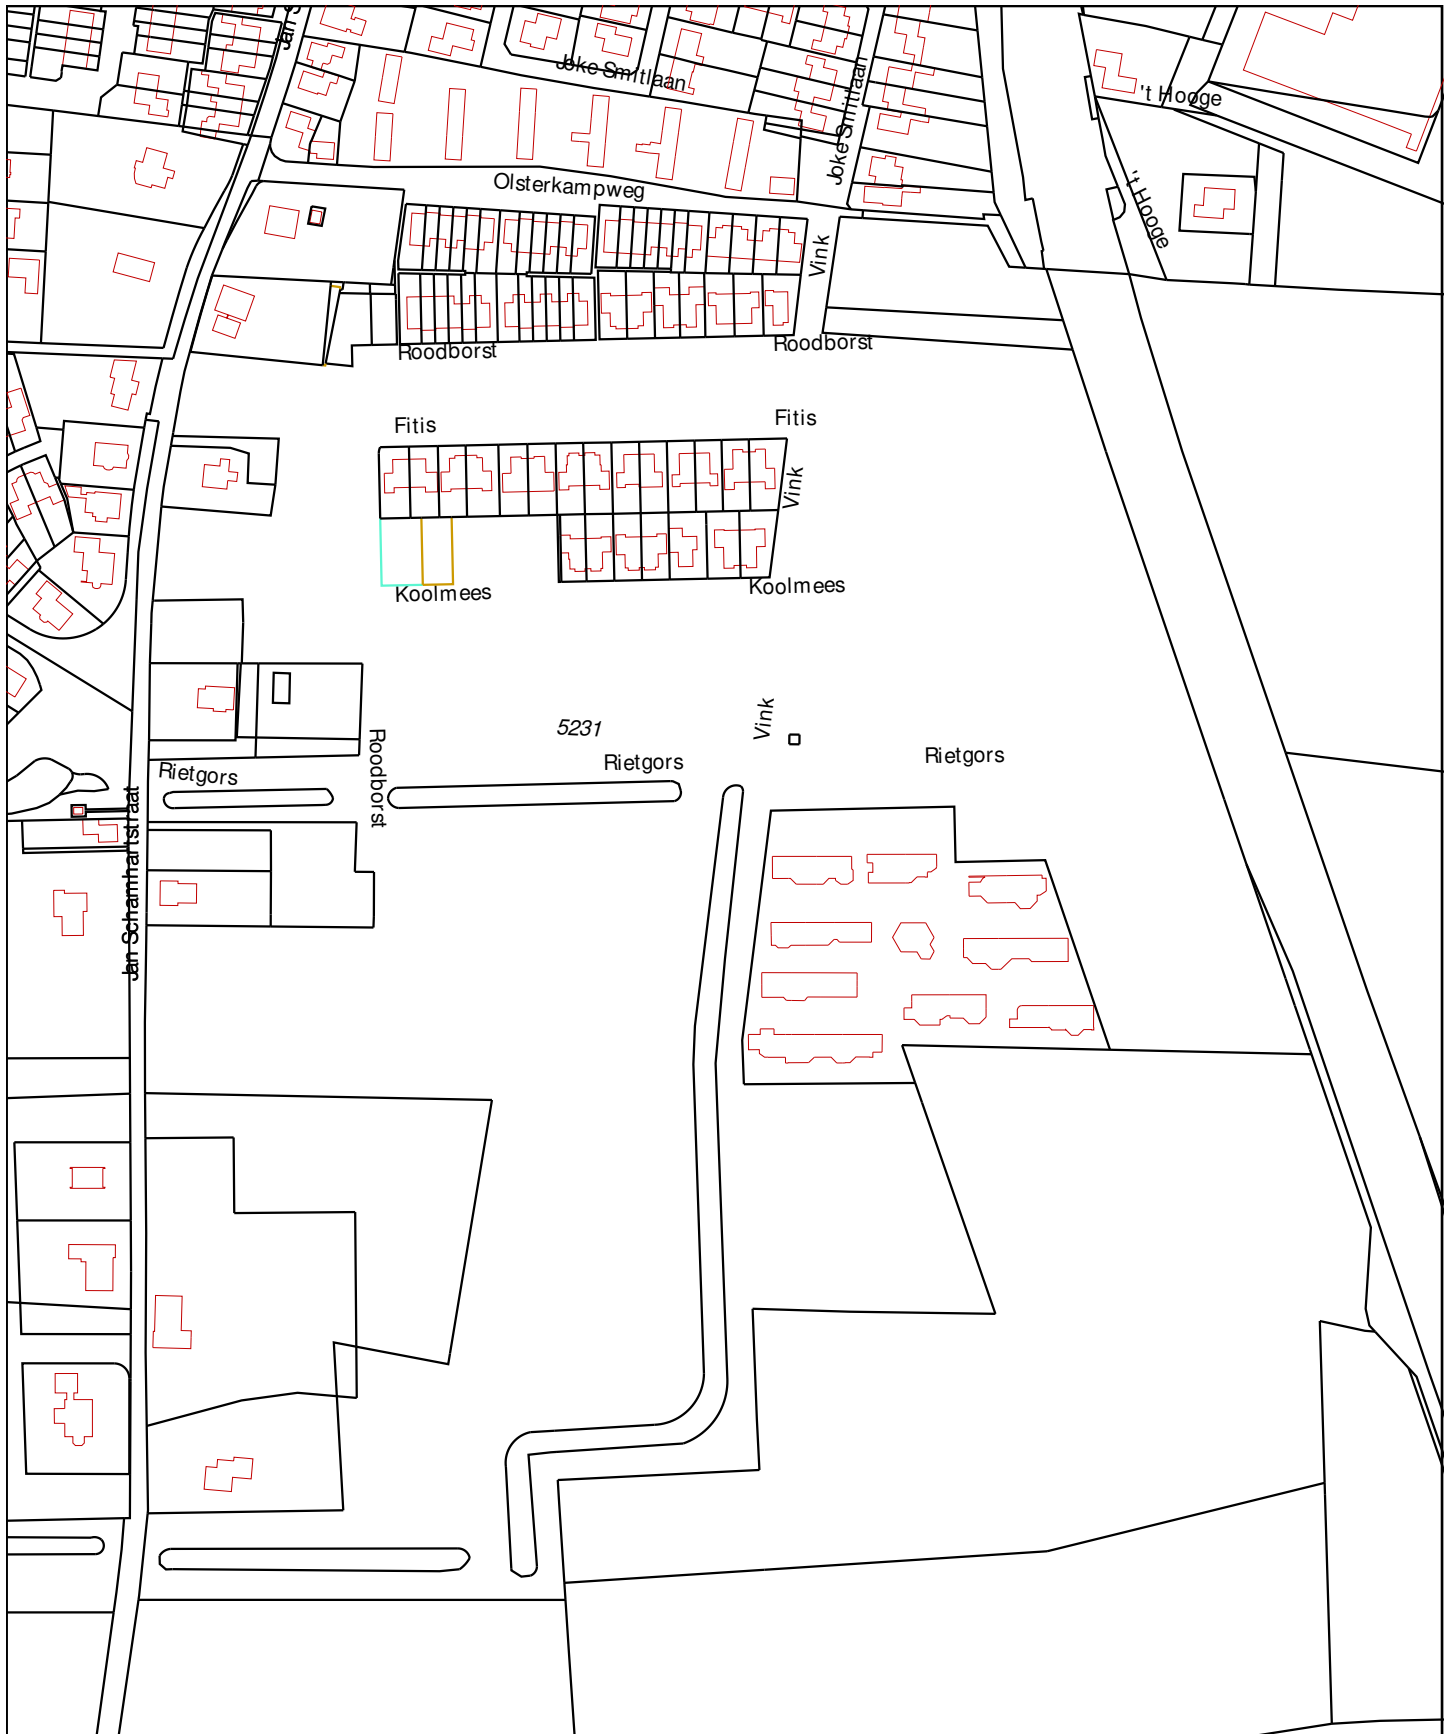 Jan S
Joke Smitlaan
Joke Smitlaan
't Hooge
't Hooge
Olsterkampweg
Vink
Roodborst
Roodborst
Fitis
Fitis
Vink
Koolmees
Koolmees
Vink
5231
Roodborst
Rietgors
Rietgors
Rietgors
Jan Schamhartstraat